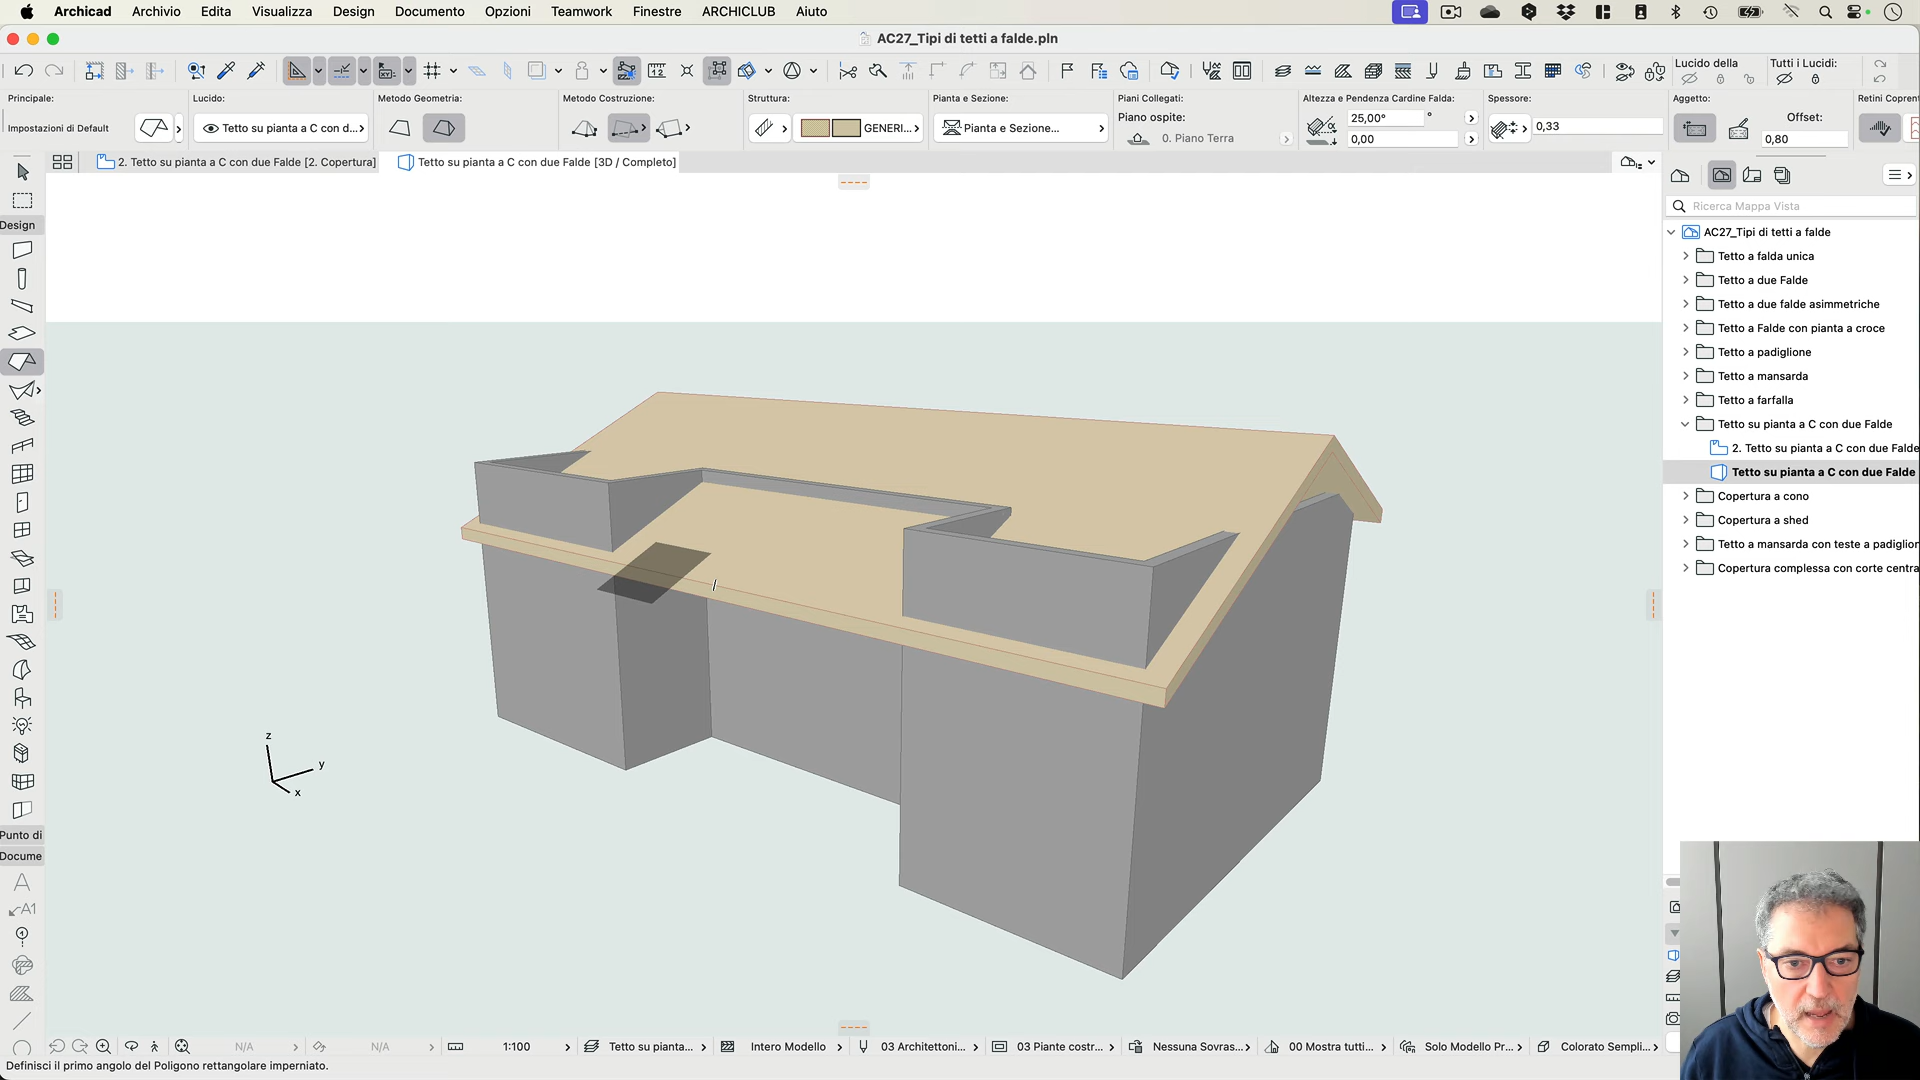 Archicad Archivio Edita Visualizza Design Documento Opzioni Teamwork Finestre ARCHICLUB Aiuto
AC27_Tipi di tetti a falde.pln
Lucido della
Tutti i Lucidi:
Principale:
Lucido:
Metodo Geometria:
Metodo Costruzione:
Struttura:
Pianta e Sezione:
Piani Collegati:
Altezza e Pendenza Cardine Falda:
Spessore:
Aggetto:
Retini Coprent
Impostazioni di Default
Tetto su pianta a C con d...
GENERI...
Pianta e Sezione...
Piano ospite:
0. Piano Terra
25,00°
°
0,00
0,33
Offset:
0,80
2. Tetto su pianta a C con due Falde [2. Copertura]
Tetto su pianta a C con due Falde [3D / Completo]
Design
Punto di
Docume
A
A1
Ricerca Mappa Vista
AC27_Tipi di tetti a falde
Tetto a falda unica
Tetto a due Falde
Tetto a due falde asimmetriche
Tetto a Falde con pianta a croce
Tetto a padiglione
Tetto a mansarda
Tetto a farfalla
Tetto su pianta a C con due Falde
2. Tetto su pianta a C con due Falde
Tetto su pianta a C con due Falde
Copertura a cono
Copertura a shed
Tetto a mansarda con teste a padiglior
Copertura complessa con corte centra
z
y
x
N/A
N/A
1:100
Tetto su pianta...
Intero Modello
03 Architettoni...
03 Piante costr...
Nessuna Sovras...
00 Mostra tutti...
Solo Modello Pr...
Colorato Sempli...
Definisci il primo angolo del Poligono rettangolare imperniato.